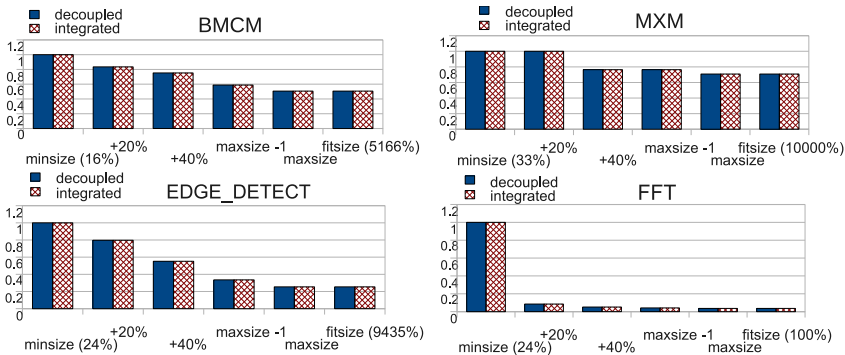 decoupled
integrated
BMCM
1.2
1
0.8
0.6
0.4
0.2
0
minsize (16%)
+20%
+40%
maxsize -1
maxsize
fitsize (5166%)
decoupled
integrated
MXM
1.2
1
0.8
0.6
0.4
0.2
0
minsize (33%)
+20%
+40%
maxsize -1
maxsize
fitsize (10000%)
decoupled
integrated
EDGE_DETECT
1.2
1
0.8
0.6
0.4
0.2
0
minsize (24%)
+20%
+40%
maxsize -1
maxsize
fitsize (9435%)
decoupled
integrated
FFT
1.2
1
0.8
0.6
0.4
0.2
0
minsize (24%)
+20%
+40%
maxsize -1
maxsize
fitsize (100%)